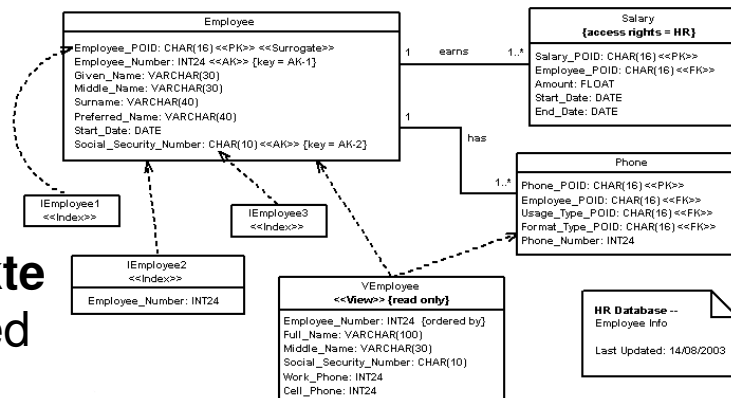 Employee
Employee_POID: CHAR(16) <<PK>> <<Surrogate>>
Employee_Number: INT24 <<AK>> {key = AK-1}
Given_Name: VARCHAR(30)
Middle_Name: VARCHAR(30)
Surname: VARCHAR(40)
Preferred_Name: VARCHAR(40)
Start_Date: DATE
Social_Security_Number: CHAR(10) <<AK>> {key = AK-2}
1 earns 1..*
Salary
{access rights = HR}
Salary_POID: CHAR(16) <<PK>>
Employee_POID: CHAR(16) <<FK>>
Amount: FLOAT
Start_Date: DATE
End_Date: DATE
1
has
1..*
Phone
Phone_POID: CHAR(16) <<PK>>
Employee_POID: CHAR(16) <<FK>>
Usage_Type_POID: CHAR(16) <<FK>>
Format_Type_POID: CHAR(16) <<FK>>
Phone_Number: INT24
IEmployee1
<<Index>>
IEmployee3
<<Index>>
IEmployee2
<<Index>>
Employee_Number: INT24
VEmployee
<<View>> {read only}
Employee_Number: INT24 {ordered by}
Full_Name: VARCHAR(100)
Middle_Name: VARCHAR(30)
Social_Security_Number: CHAR(10)
Work_Phone: INT24
Cell_Phone: INT24
HR Database --
Employee Info
Last Updated: 14/08/2003